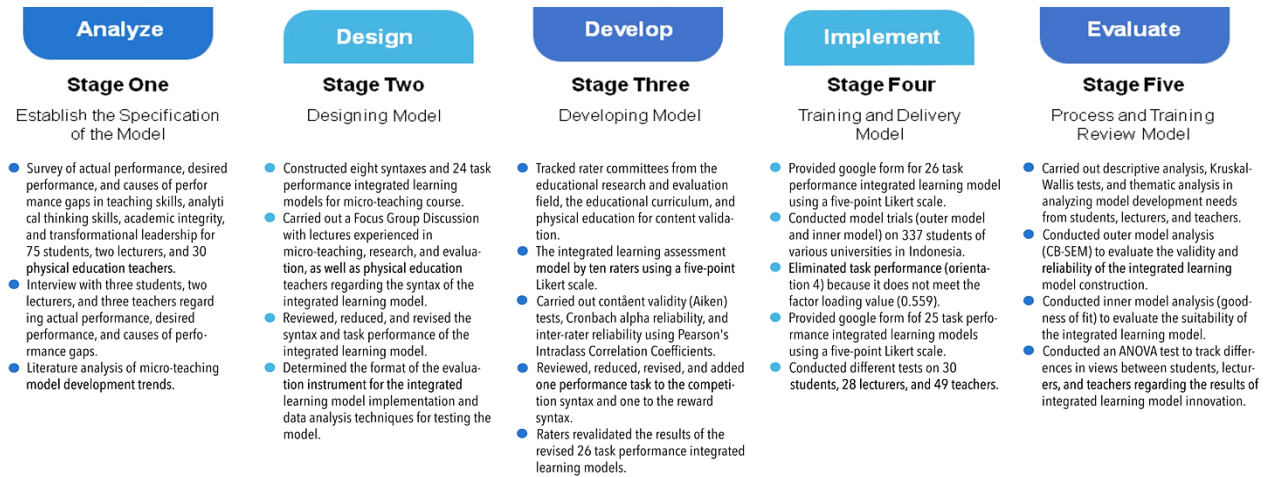 Analyze
Stage One
Establish the Specification
of the Model
Survey of actual performance, desired
performance, and causes of perfor
mance gaps in teaching skills, analyti
cal thinking skills, academic integrity,
and transformational leadership for
75 students, two lecturers, and 30
physical education teachers.
Interview with three students, two
lecturers, and three teachers regard
ing actual performance, desired
performance, and causes of perfo-
rmance gaps.
Literature analysis of micro-teaching
model development trends.
Design
Stage Two
Designing Model
Constructed eight syntaxes and 24 task
performance integrated learning
models for micro-teaching course.
Carried out a Focus Group Discussion
with lectures experienced in
micro-teaching, research, and evalua-
tion, as well as physical education
teachers regarding the syntax of the
integrated learning model.
Reviewed, reduced, and revised the
syntax and task performance of the
integrated learning model.
Determined the format of the evalua-
tion instrument for the integrated
learning model implementation and
data analysis techniques for testing the
model.
Develop
Stage Three
Developing Model
Tracked rater committees from the
educational research and evaluation
field, the educational curriculum, and
physical education for content valida-
tion.
The integrated learning assessment
model by ten raters using a five-point
Likert scale.
Carried out contåent validity (Aiken)
tests, Cronbach alpha reliability, and
inter-rater reliability using Pearson's
Intraclass Correlation Coefficients.
Reviewed, reduced, revised, and added
one performance task to the competi-
tion syntax and one to the reward
syntax.
Raters revalidated the results of the
revised 26 task performance integrated
learning models.
Implement
Stage Four
Training and Delivery
Model
Provided google form for 26 task
performance integrated learning model
using a five-point Likert scale.
Conducted model trials (outer model
and inner model) on 337 students of
various universities in Indonesia.
Eliminated task performance (orienta-
tion 4) because it does not meet the
factor loading value (0.559).
Provided google form fof 25 task perfo-
rmance integrated learning models
using a five-point Likert scale.
Conducted different tests on 30
students, 28 lecturers, and 49 teachers.
Evaluate
Stage Five
Process and Training
Review Model
Carried out descriptive analysis, Kruskal-
Wallis tests, and thematic analysis in
analyzing model development needs
from students, lecturers, and teachers.
Conducted outer model analysis
(CB-SEM) to evaluate the validity and
reliability of the integrated learning
model construction.
Conducted inner model analysis (good-
ness of fit) to evaluate the suitability of
the integrated learning model.
Conducted an ANOVA test to track differ-
ences in views between students, lectur-
ers, and teachers regarding the results of
integrated learning model innovation.